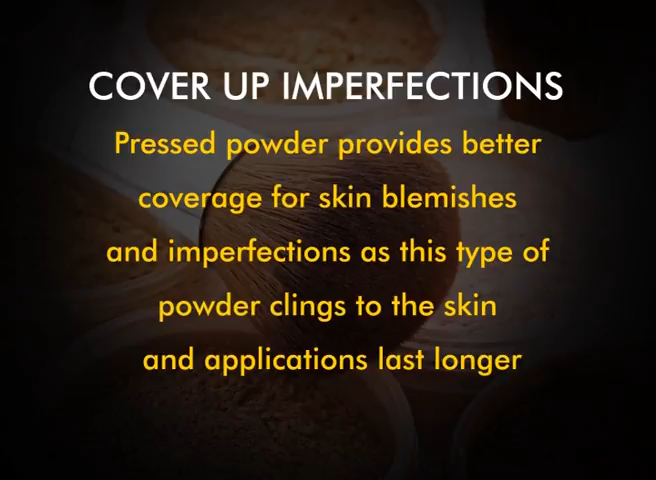 COVER UP IMPERFECTIONS
Pressed powder provides better
coverage for skin blemishes
and imperfections as this type of
powder clings to the skin
and applications last longer